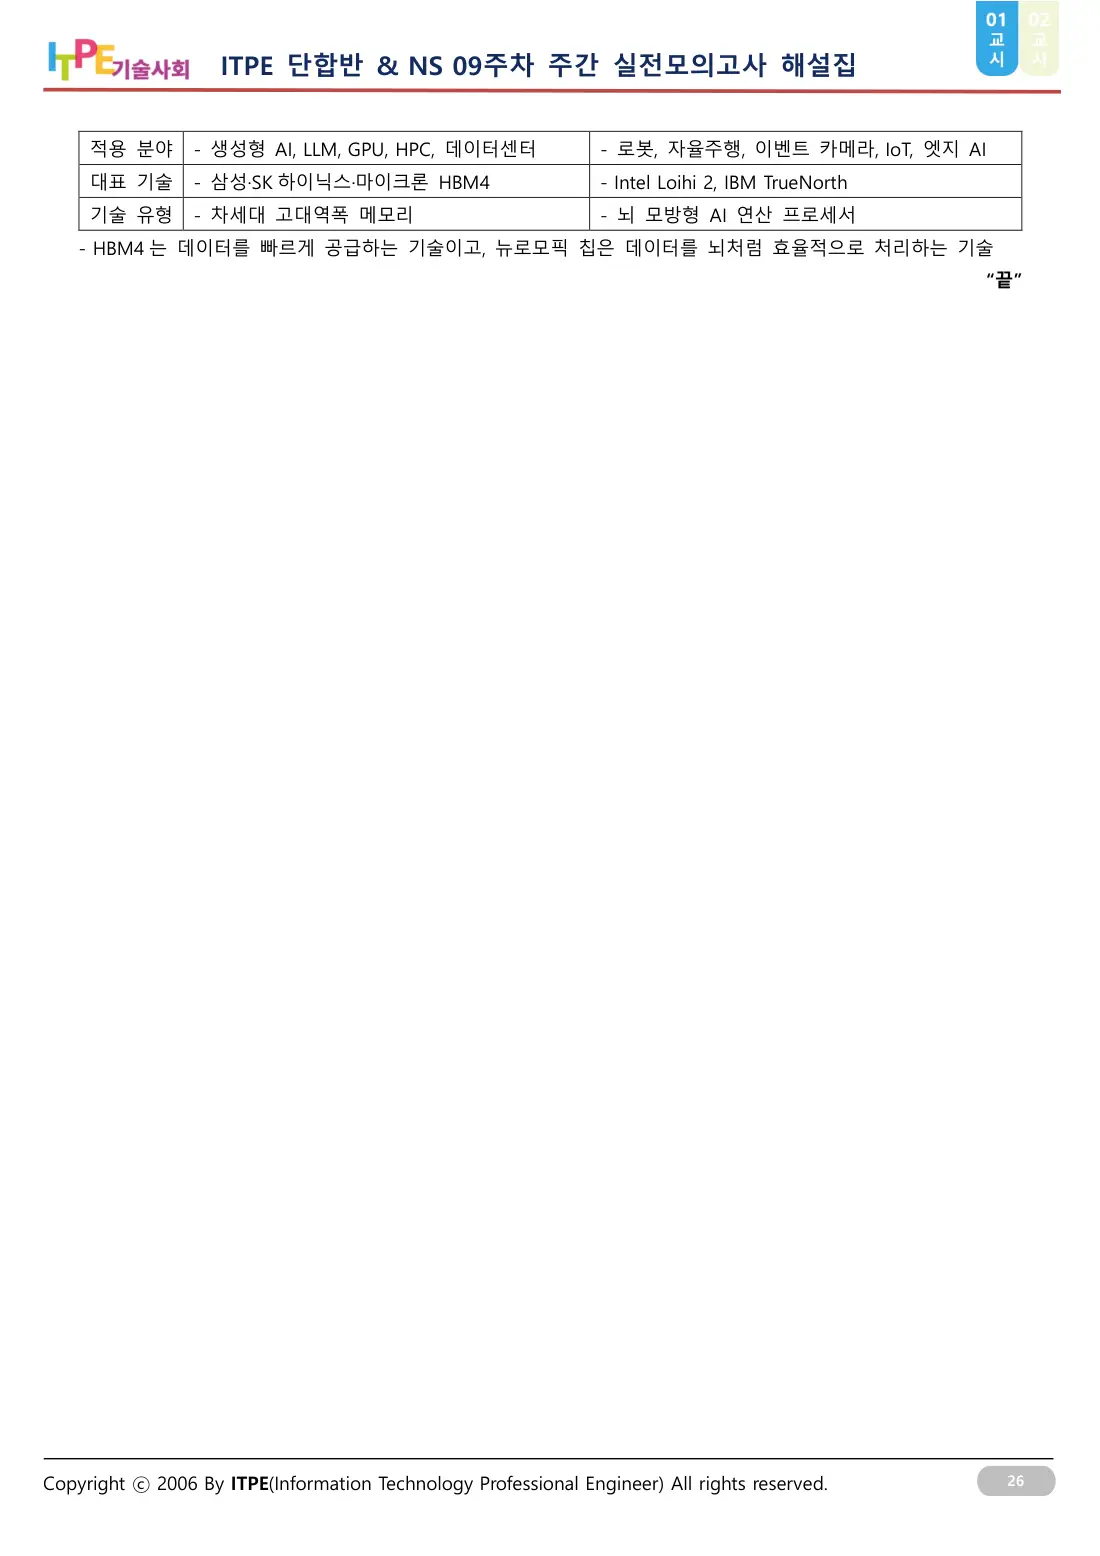 ITPE기술사회 ITPE 단합반 & NS 09주차 주간 실전모의고사 해설집
01 교 시
02 교 시
적용 분야 - 생성형 AI, LLM, GPU, HPC, 데이터센터 - 로봇, 자율주행, 이벤트 카메라, IoT, 엣지 AI
대표 기술 - 삼성·SK하이닉스·마이크론 HBM4 - Intel Loihi 2, IBM TrueNorth
기술 유형 - 차세대 고대역폭 메모리 - 뇌 모방형 AI 연산 프로세서
- HBM4는 데이터를 빠르게 공급하는 기술이고, 뉴로모픽 칩은 데이터를 뇌처럼 효율적으로 처리하는 기술
“끝”
Copyright ⓒ 2006 By ITPE(Information Technology Professional Engineer) All rights reserved.
26